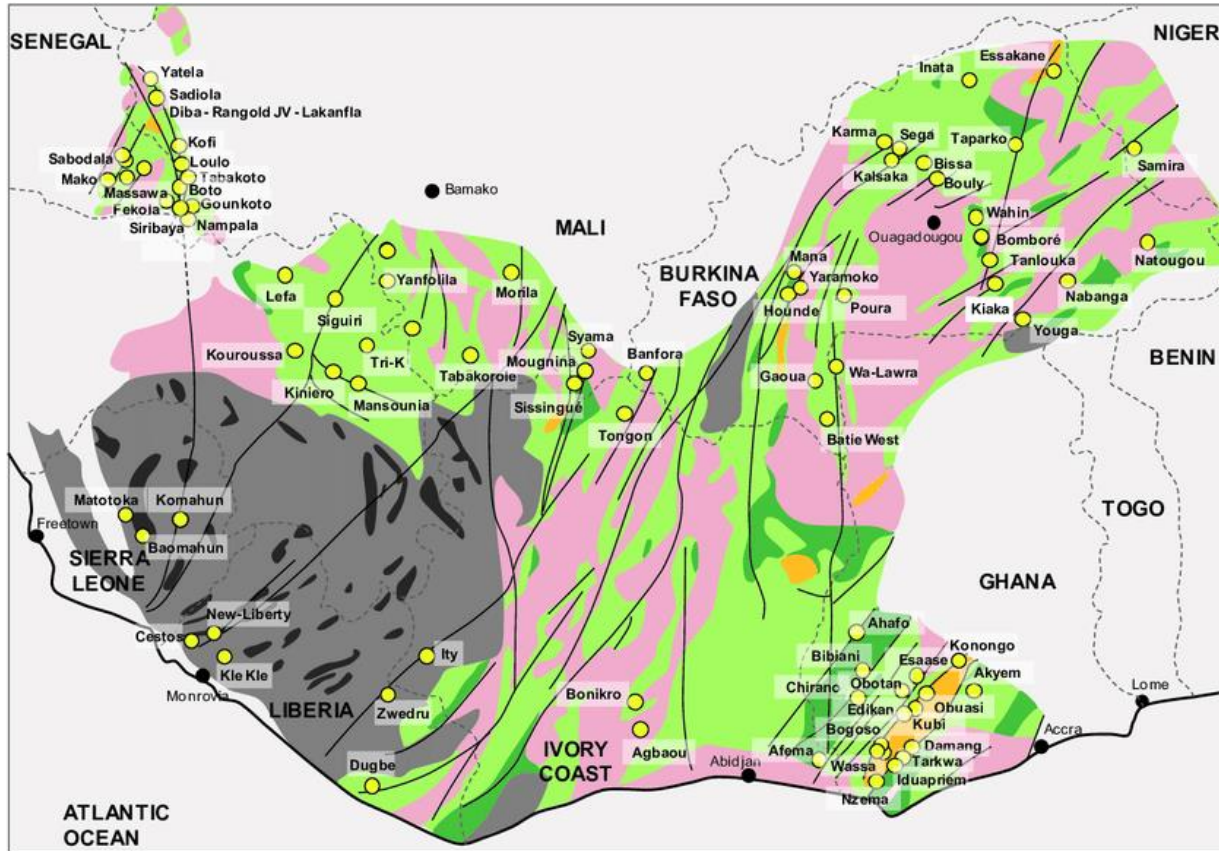 SENEGAL
NIGER
Essakane
Inata
Yatela
Sadiola
Diba - Rangold JV - Lakanfla
Kofi
Karma
Sega
Taparko
Sabodala
Loulo
Kalsaka
Bissa
Samira
Mako
Tabakoto
Bouly
Massawa
Boto
Bamako
Fekola
Gounkoto
Siribaya
Nampala
MALI
Ouagadougou
Wahin
Bomboré
Tanlouka
Natougou
BURKINA
FASO
Mana
Yaramoko
Lefa
Yanfolila
Morila
Hounde
Poura
Kiaka
Nabanga
Siguiri
Youga
Syama
Kouroussa
Tri-K
Mougnina
Banfora
BENIN
Tabakoroie
Gaoua
Wa-Lawra
Kiniero
Mansounia
Sissingué
Tongon
Batie West
Matotoka
Komahun
TOGO
Freetown
Baomahun
SIERRA
LEONE
GHANA
New-Liberty
Cestos
Ahafo
Kle Kle
Ity
Bibiani
Esaase
Konongo
Monrovia
Chirano
Obotan
Akyem
LIBERIA
Zwedru
Bonikro
Edikan
Obuasi
Lome
Kubi
Bogoso
Accra
IVORY
COAST
Agbaou
Afema
Damang
Dugbe
Abidjan
Wassa
Tarkwa
Iduapriem
Nzema
ATLANTIC
OCEAN